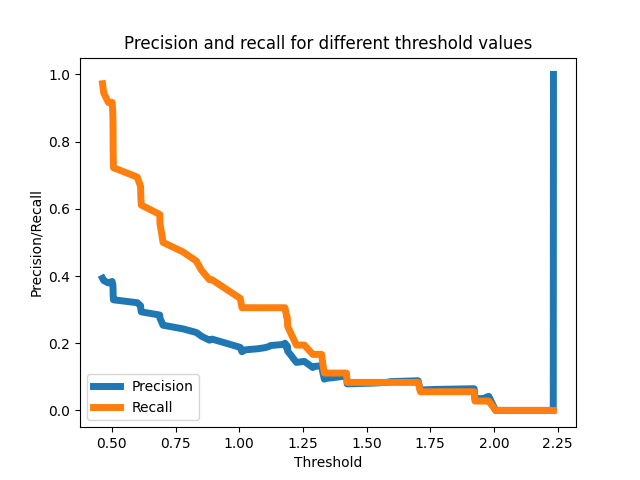 Precision and recall for different threshold values
1.0
0.8
0.6
0.4
0.2
0.0
Precision/Recall
Precision
Recall
0.50 0.75 1.00 1.25 1.50 1.75 2.00 2.25
Threshold